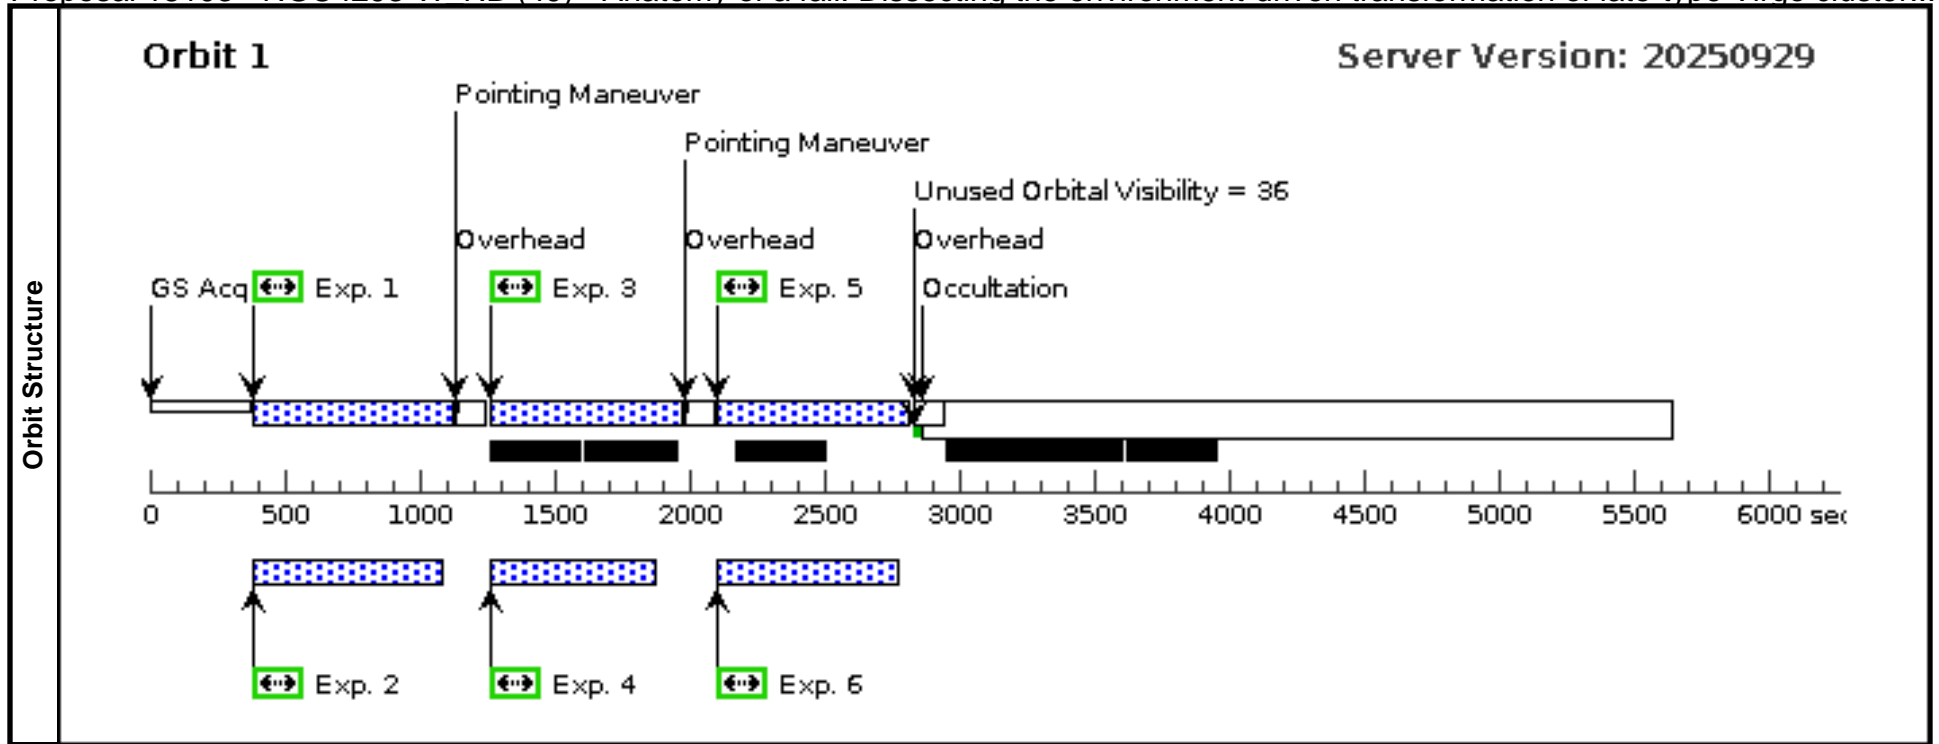 Orbit 1
Server Version: 20250929
Pointing Maneuver
Pointing Maneuver
Unused Orbital Visibility = 36
Overhead
Overhead
Overhead
GS Acq
Exp. 1
Exp. 3
Exp. 5
Occultation
Orbit Structure
0 500 1000 1500 2000 2500 3000 3500 4000 4500 5000 5500 6000 sec
Exp. 2
Exp. 4
Exp. 6